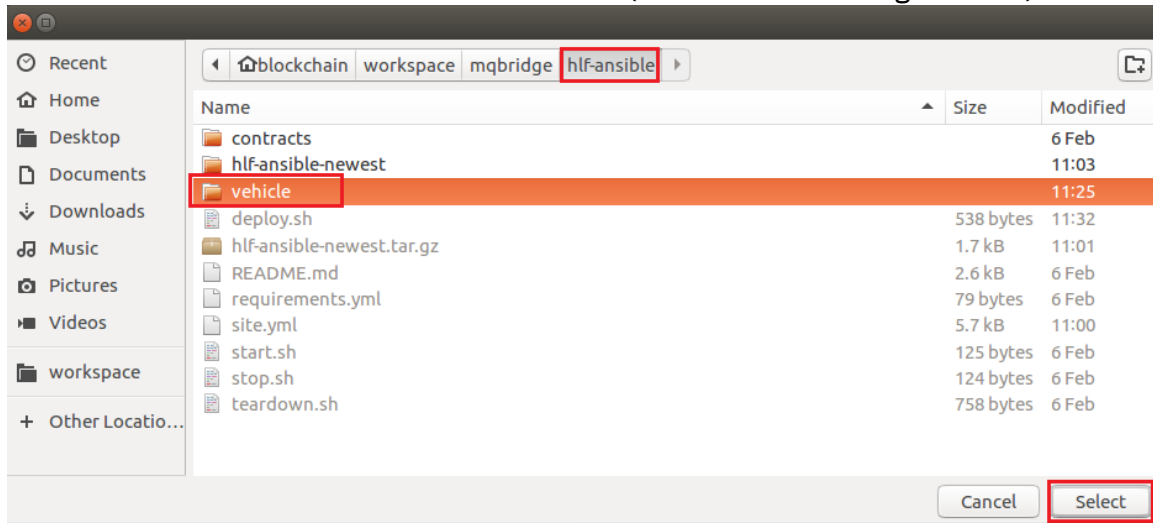 Recent
Home
Desktop
Documents
Downloads
Music
Pictures
Videos
workspace
+ Other Locatio...
blockchain workspace mqbridge hlf-ansible
Name Size Modified
contracts 6 Feb
hlf-ansible-newest 11:03
vehicle 11:25
deploy.sh 538 bytes 11:32
hlf-ansible-newest.tar.gz 1.7 kB 11:01
README.md 2.6 kB 6 Feb
requirements.yml 79 bytes 6 Feb
site.yml 5.7 kB 11:00
start.sh 125 bytes 6 Feb
stop.sh 124 bytes 6 Feb
teardown.sh 758 bytes 6 Feb
Cancel Select